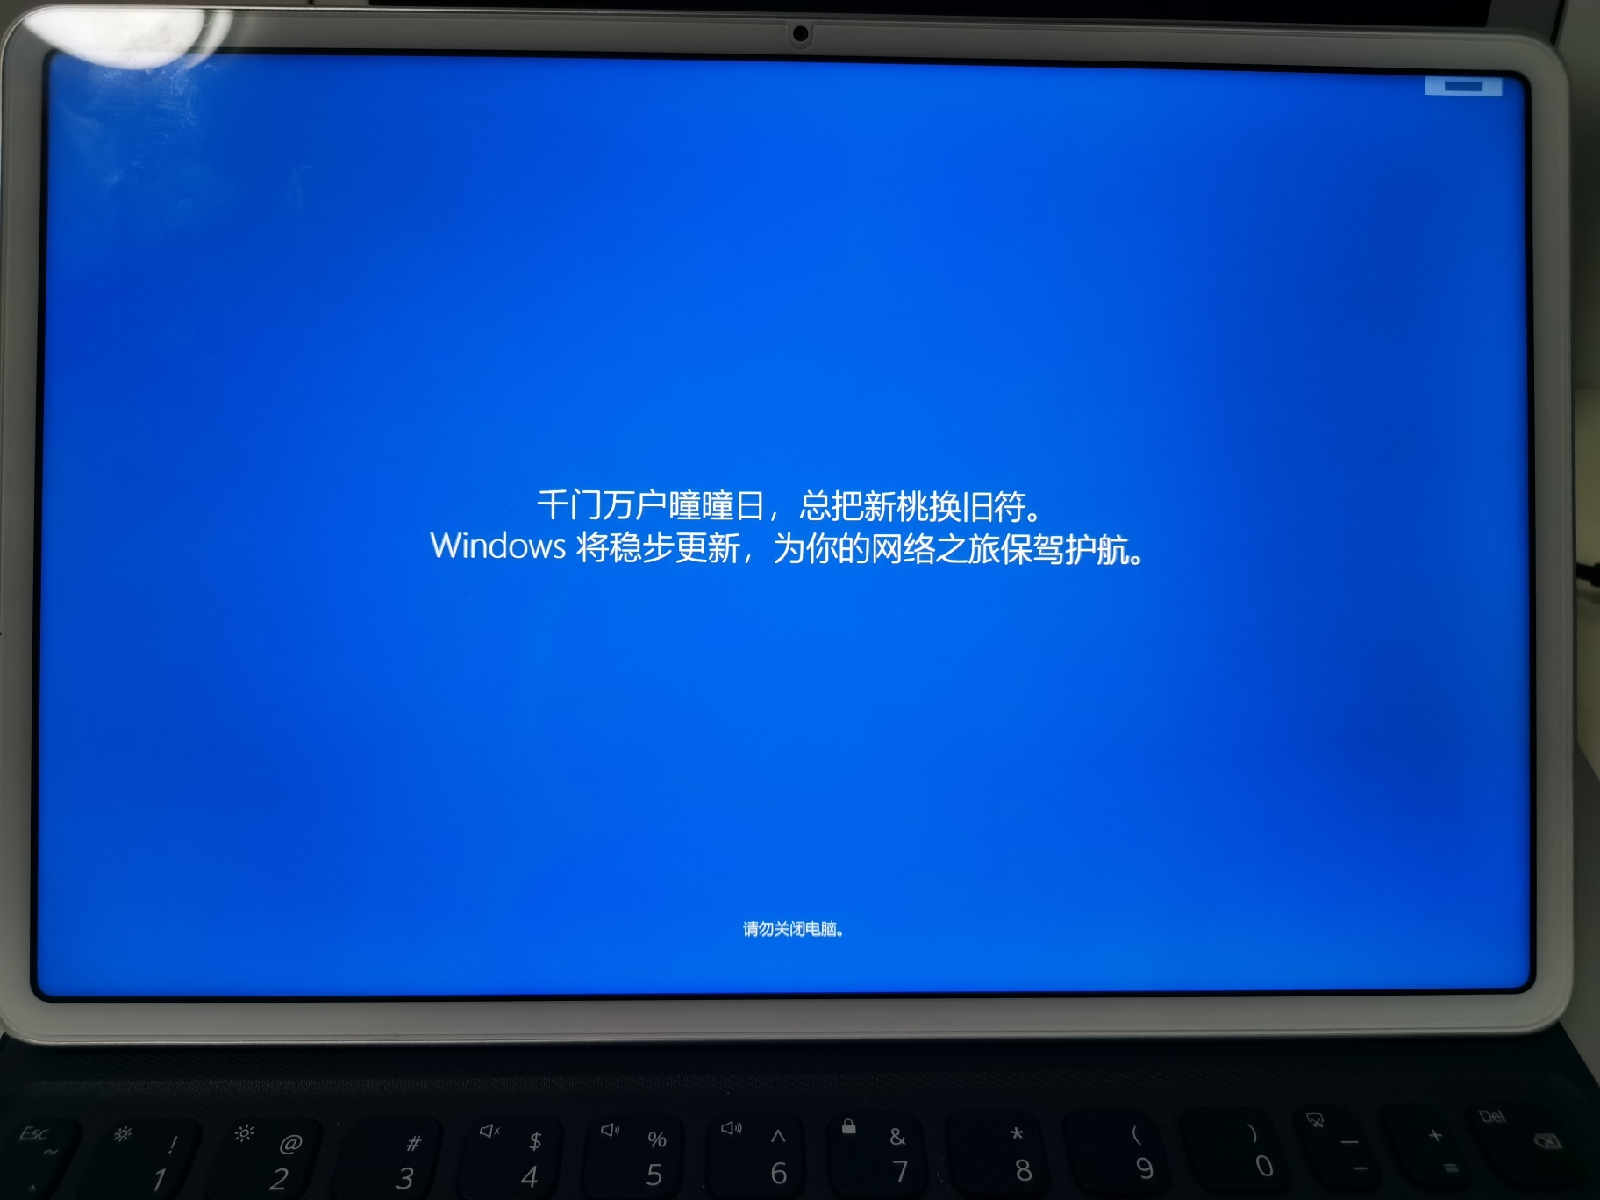 千门万户曈曈日，总把新桃换旧符。
Windows 将稳步更新，为你的网络之旅保驾护航。
请勿关闭电脑。
Esc ! @ # $ % ^ & * ( ) — + Del
~ 1 2 3 4 5 6 7 8 9 0 - =